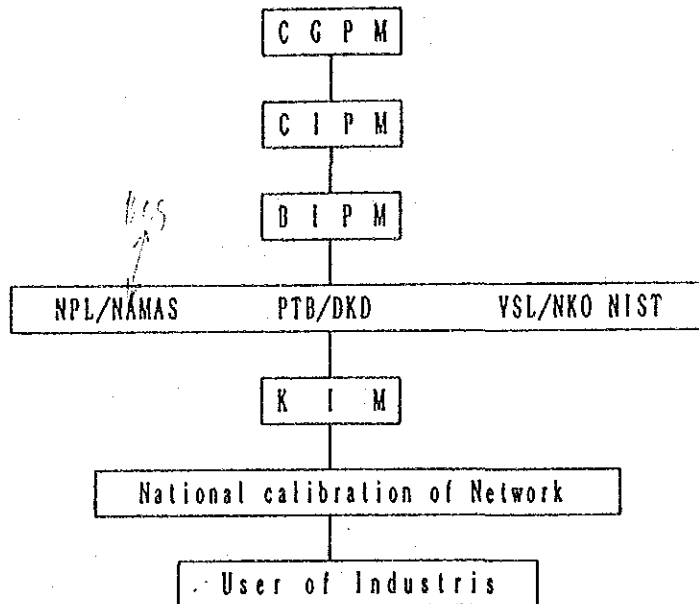 C G P M
C I P M
B I P M
NPL/NAMAS PTB/DKD VSL/NKO NIST
K I M
National calibration of Network
User of Industris